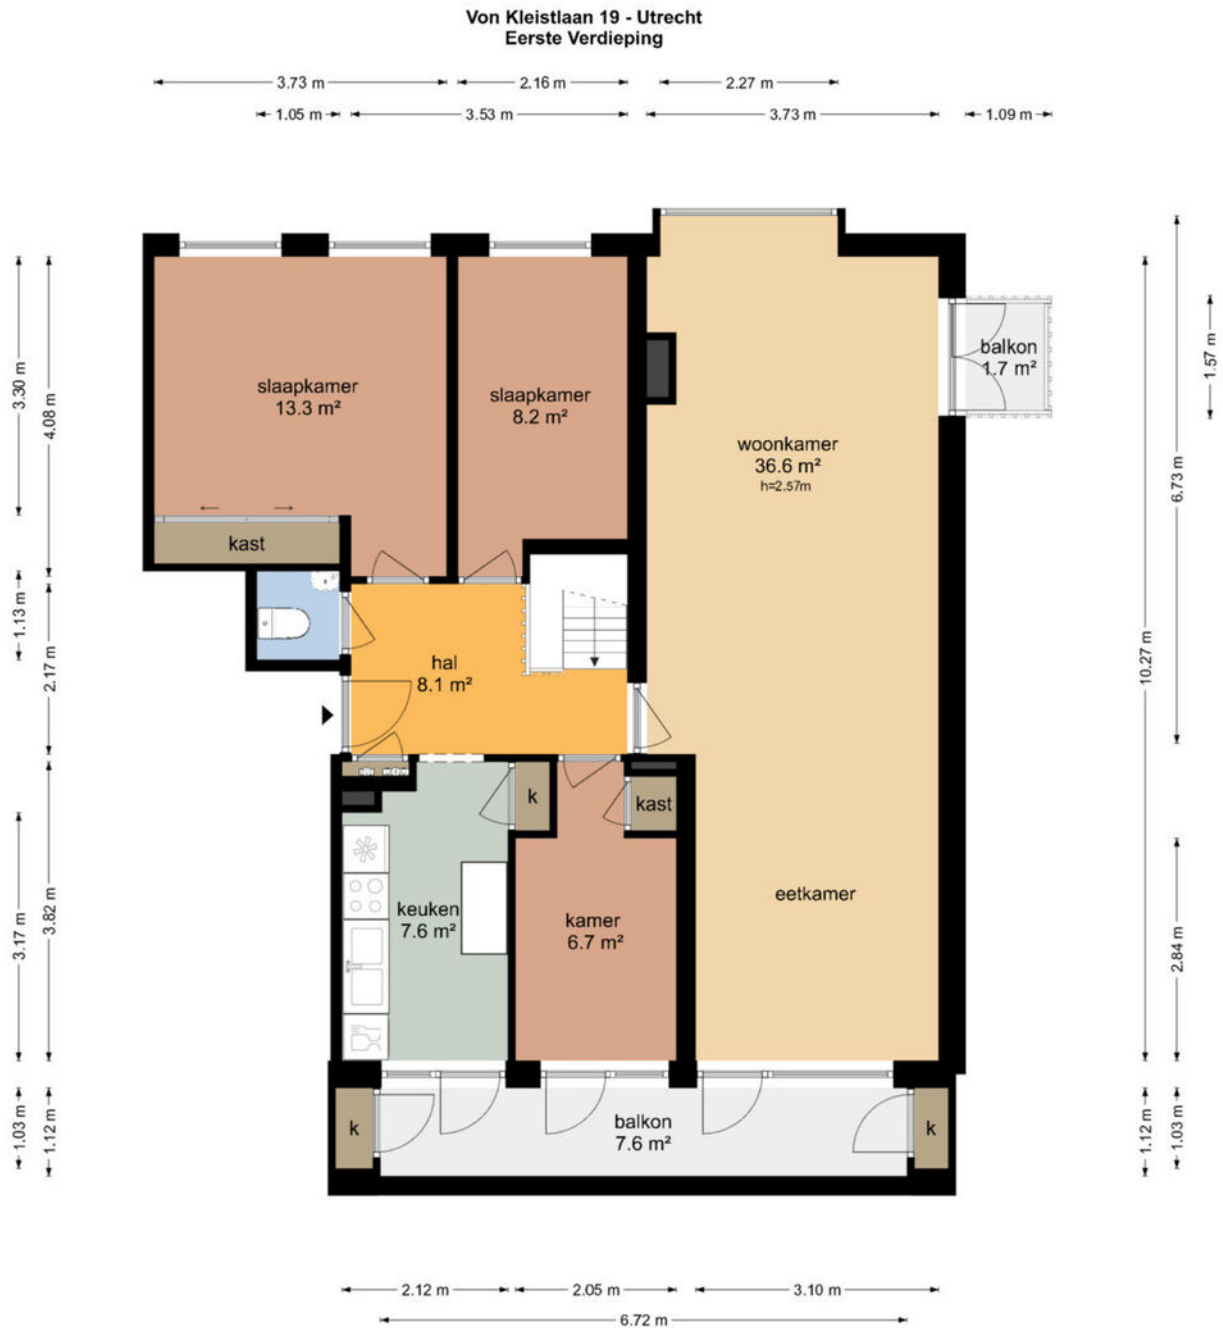 Von Kleistlaan 19 - Utrecht
Eerste Verdieping
3.73 m
2.16 m
2.27 m
1.05 m
3.53 m
3.73 m
1.09 m
3.30 m
4.08 m
1.13 m
2.17 m
3.17 m
3.82 m
1.03 m
1.12 m
slaapkamer
13.3 m²
slaapkamer
8.2 m²
woonkamer
36.6 m²
h=2.57m
balkon
1.7 m²
kast
hal
8.1 m²
k
kast
keuken
7.6 m²
kamer
6.7 m²
eetkamer
k
balkon
7.6 m²
k
1.57 m
6.73 m
10.27 m
2.84 m
1.12 m
1.03 m
2.12 m
2.05 m
3.10 m
6.72 m